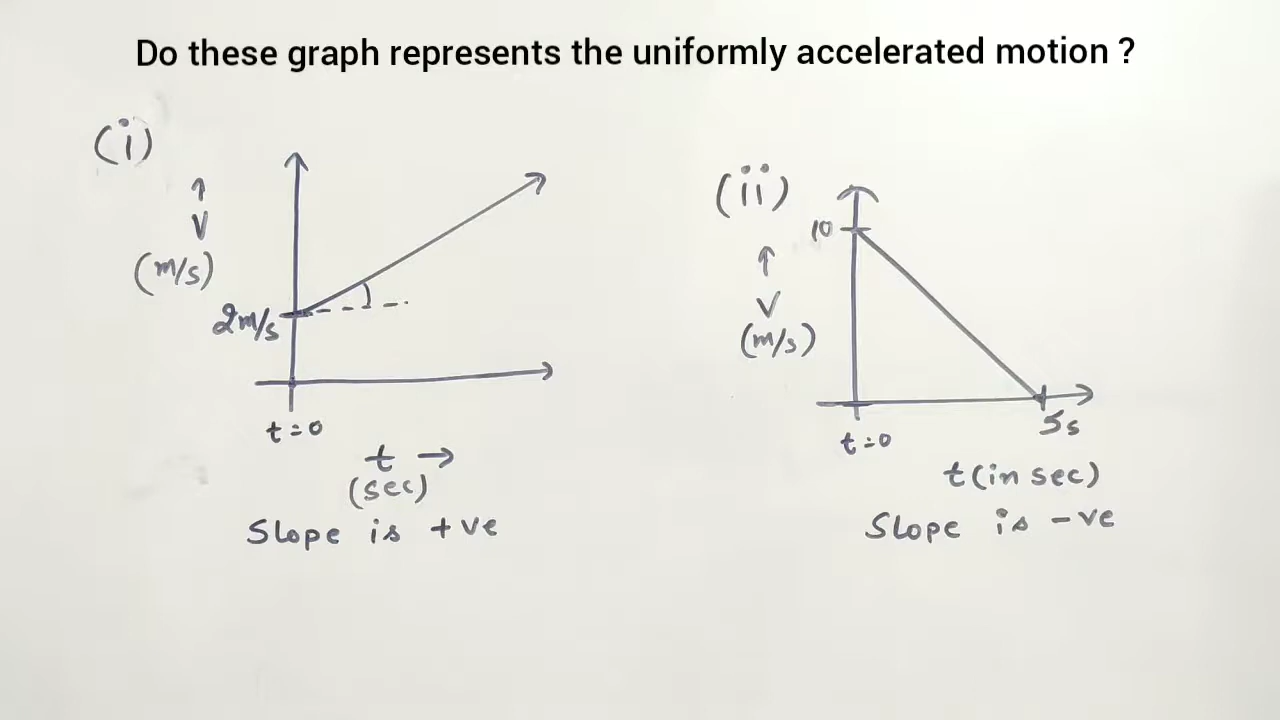 Do these graph represents the uniformly accelerated motion ?
(i)
↑
V
(m/s)
2m/s
t=0
t →
(sec)
Slope is +ve
(ii)
10
↑
V
(m/s)
t=0
5s
t(in sec)
Slope is -ve